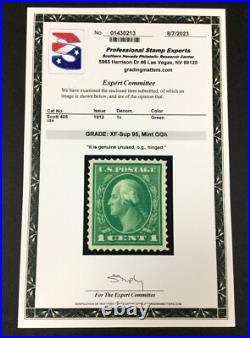 No. 01430213 8/7/2023
Professional Stamp Experts
Southern Nevada Philatelic Research Center
5965 Harrison Dr #6 Las Vegas, NV 89120
gradingmatters.com
Expert Committee
We have examined the enclosed item submitted, of which an
image is shown below, and are of the opinion that:
Cat No. Issue Denom. Color
Scott 405 1912 1c Green
GRADE: XF-Sup 95, Mint OGh
"It is genuine unused, o.g., hinged."
U.S. POSTAGE
1 CENT 1
For The Expert Committee